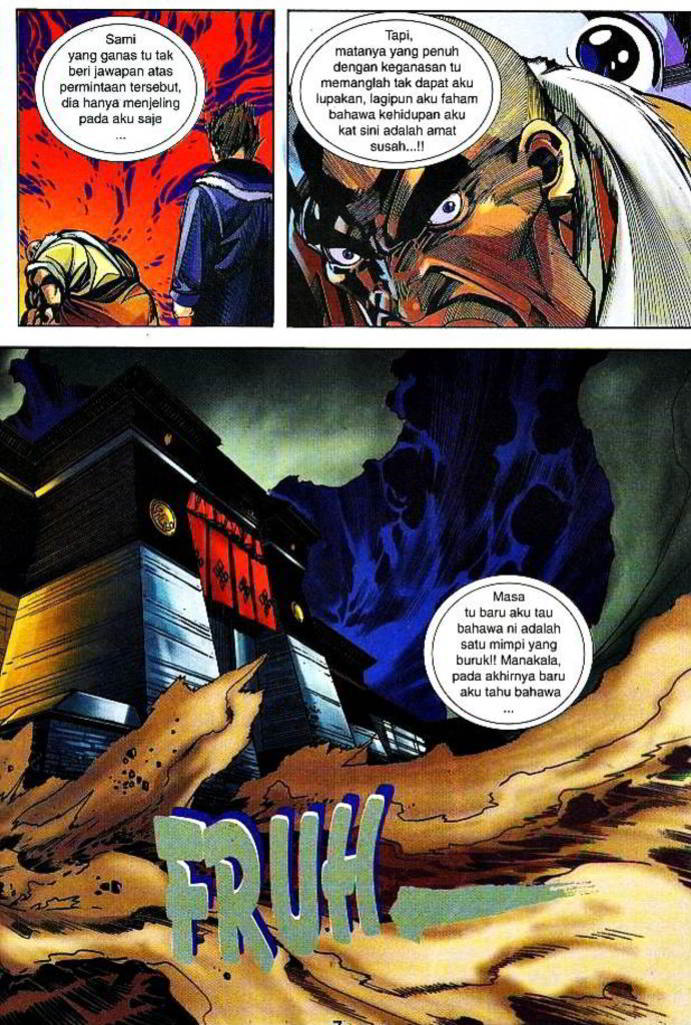 Sami
yang ganas tu tak
beri jawapan atas
permintaan tersebut,
dia hanya menjeling
pada aku saje
...
Tapi,
matanya yang penuh
dengan keganasan tu
memanglah tak dapat aku
lupakan, lagipun aku faham
bahawa kehidupan aku
kat sini adalah amat
susah...!!
Masa
tu baru aku tau
bahawa ni adalah
satu mimpi yang
buruk!! Manakala,
pada akhirnya baru
aku tahu bahawa
...
FRUH
7